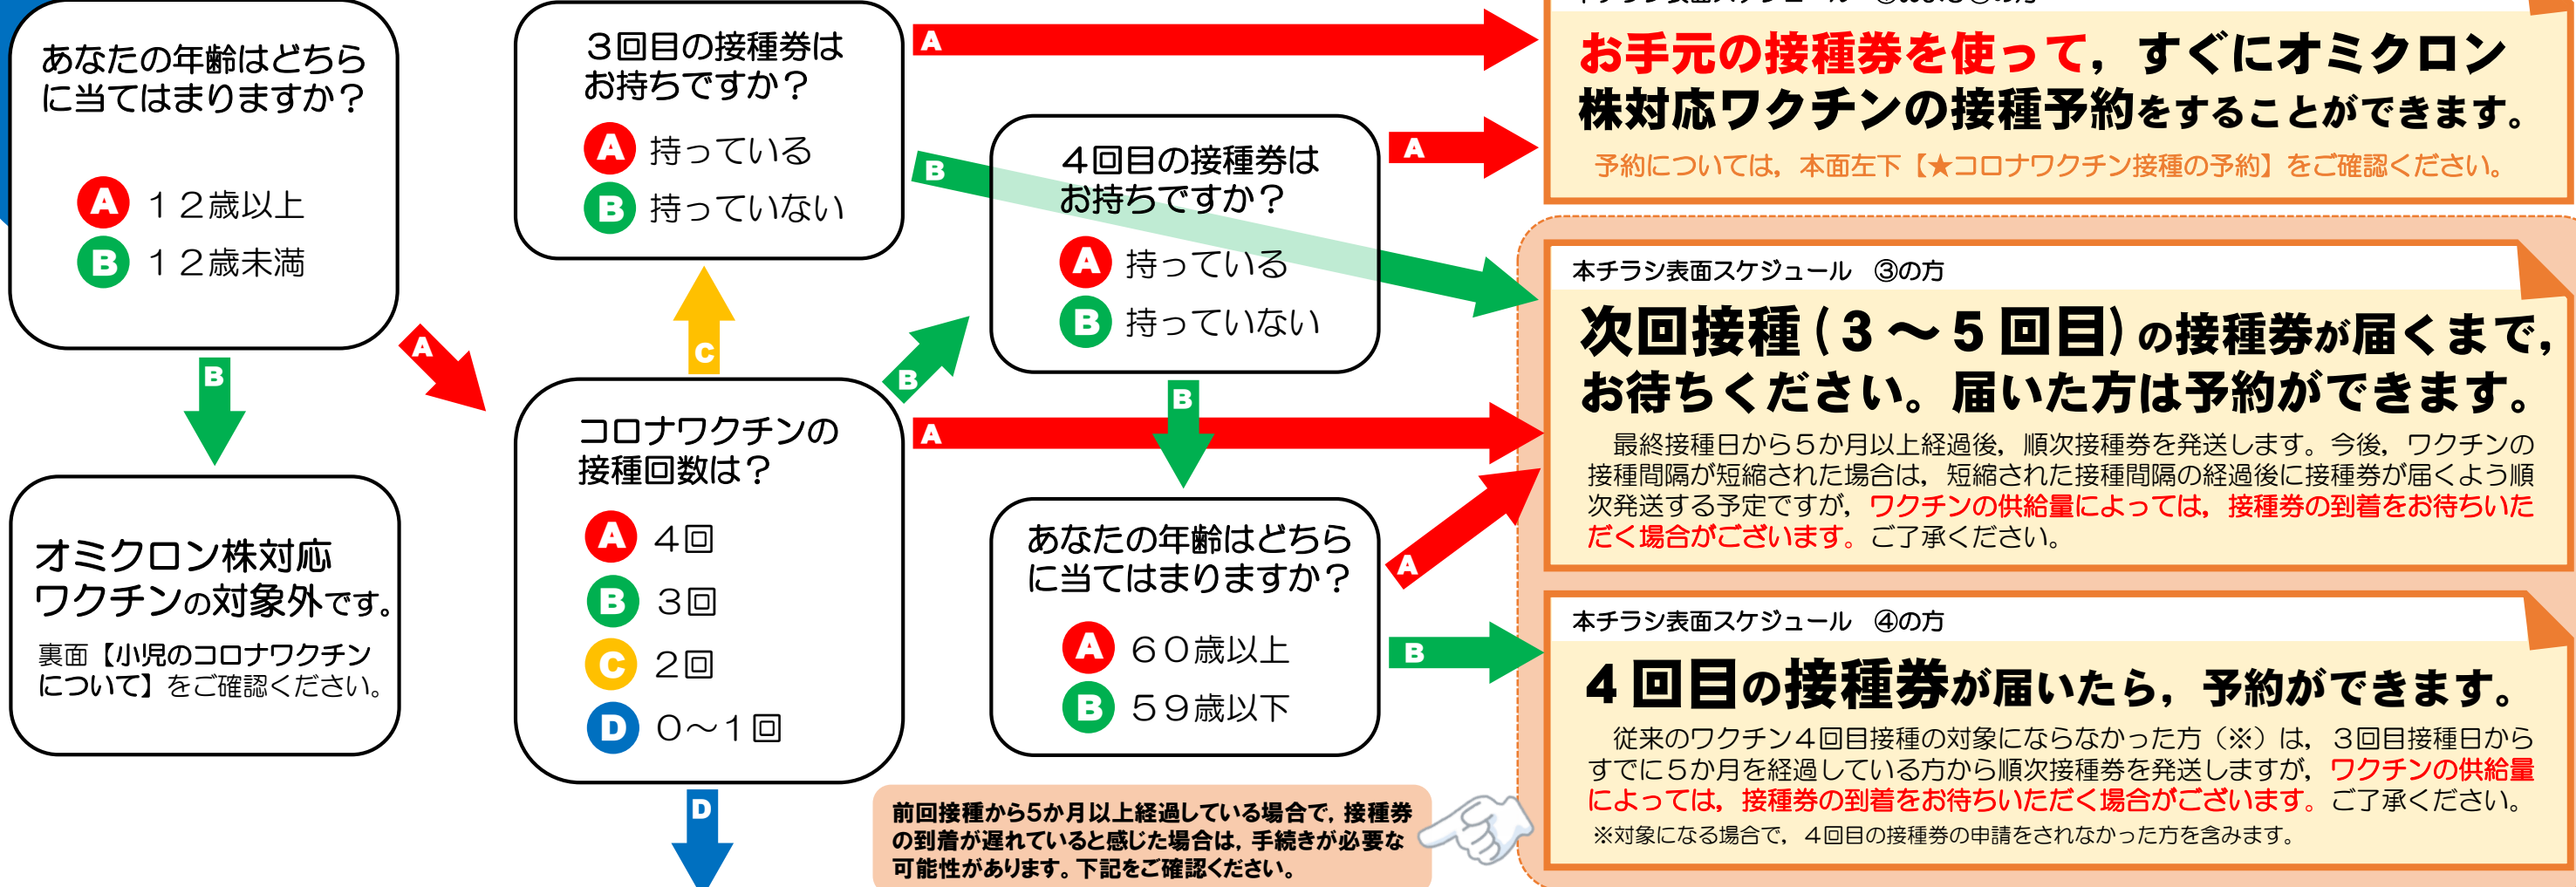 あなたの年齢はどちら
に当てはまりますか?
A 12歳以上
B 12歳未満
A
B
オミクロン株対応
ワクチンの対象外です。
裏面【小児のコロナワクチン
について】をご確認ください。
3回目の接種券は
お持ちですか?
A 持っている
B 持っていない
A
B
C
コロナワクチンの
接種回数は?
A 4回
B 3回
C 2回
D 0~1回
A
B
D
4回目の接種券は
お持ちですか?
A 持っている
B 持っていない
A
B
あなたの年齢はどちら
に当てはまりますか?
A 60歳以上
B 59歳以下
A
B
前回接種から5か月以上経過している場合で,接種券
の到着が遅れていると感じた場合は,手続きが必要な
可能性があります。下記をご確認ください。
お手元の接種券を使って,すぐにオミクロン
株対応ワクチンの接種予約をすることができます。
予約については,本面左下【★コロナワクチン接種の予約】をご確認ください。
本チラシ表面スケジュール ③の方
次回接種(3~5回目)の接種券が届くまで,
お待ちください。届いた方は予約ができます。
最終接種日から5か月以上経過後,順次接種券を発送します。今後,ワクチンの
接種間隔が短縮された場合は,短縮された接種間隔の経過後に接種券が届くよう順
次発送する予定ですが,ワクチンの供給量によっては,接種券の到着をお待ちいた
だく場合がございます。ご了承ください。
本チラシ表面スケジュール ④の方
4回目の接種券が届いたら,予約ができます。
従来のワクチン4回目接種の対象にならなかった方(※)は,3回目接種日から
すでに5か月を経過している方から順次接種券を発送しますが,ワクチンの供給量
によっては,接種券の到着をお待ちいただく場合がございます。ご了承ください。
※対象になる場合で,4回目の接種券の申請をされなかった方を含みます。